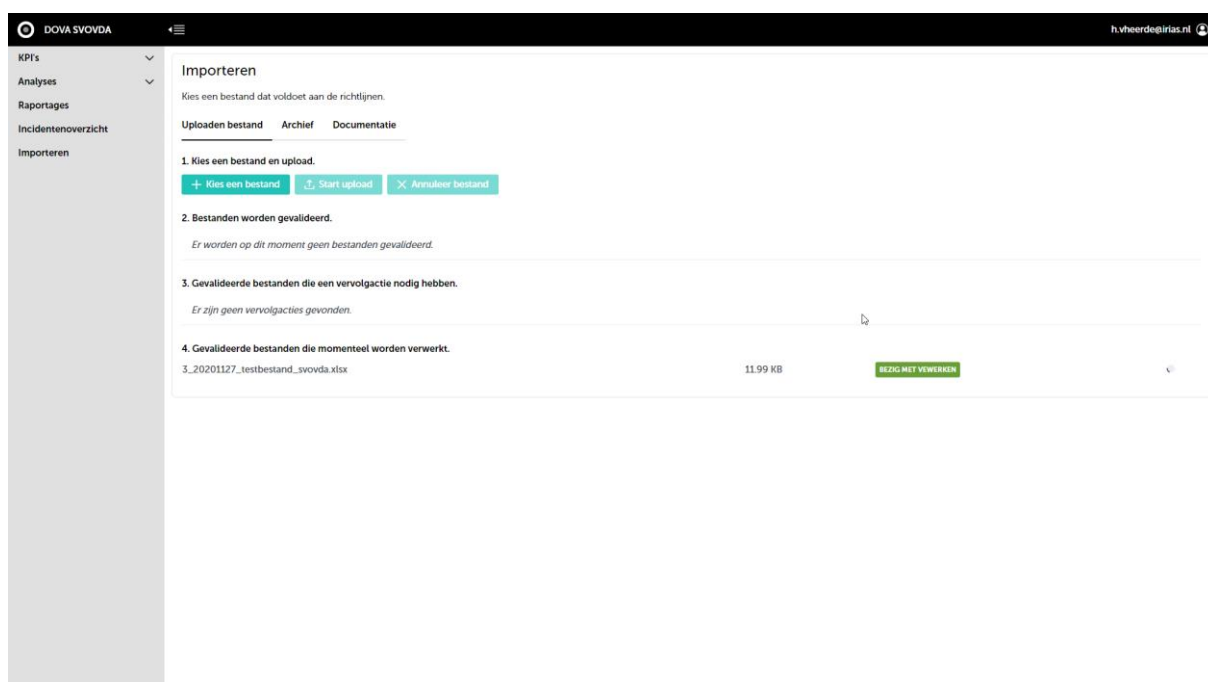 DOVA SVOVDA
h.vheerde@irias.nl
KPI's
Analyses
Raportages
Incidentenoverzicht
Importeren
Importeren
Kies een bestand dat voldoet aan de richtlijnen.
Uploaden bestand Archief Documentatie
1. Kies een bestand en upload.
+ Kies een bestand Start upload Annuleer bestand
2. Bestanden worden gevalideerd.
Er worden op dit moment geen bestanden gevalideerd.
3. Gevalideerde bestanden die een vervolgactie nodig hebben.
Er zijn geen vervolgacties gevonden.
4. Gevalideerde bestanden die momenteel worden verwerkt.
3_20201127_testbestand_svovda.xlsx 11.99 KB BEZIG MET VEWERKEN